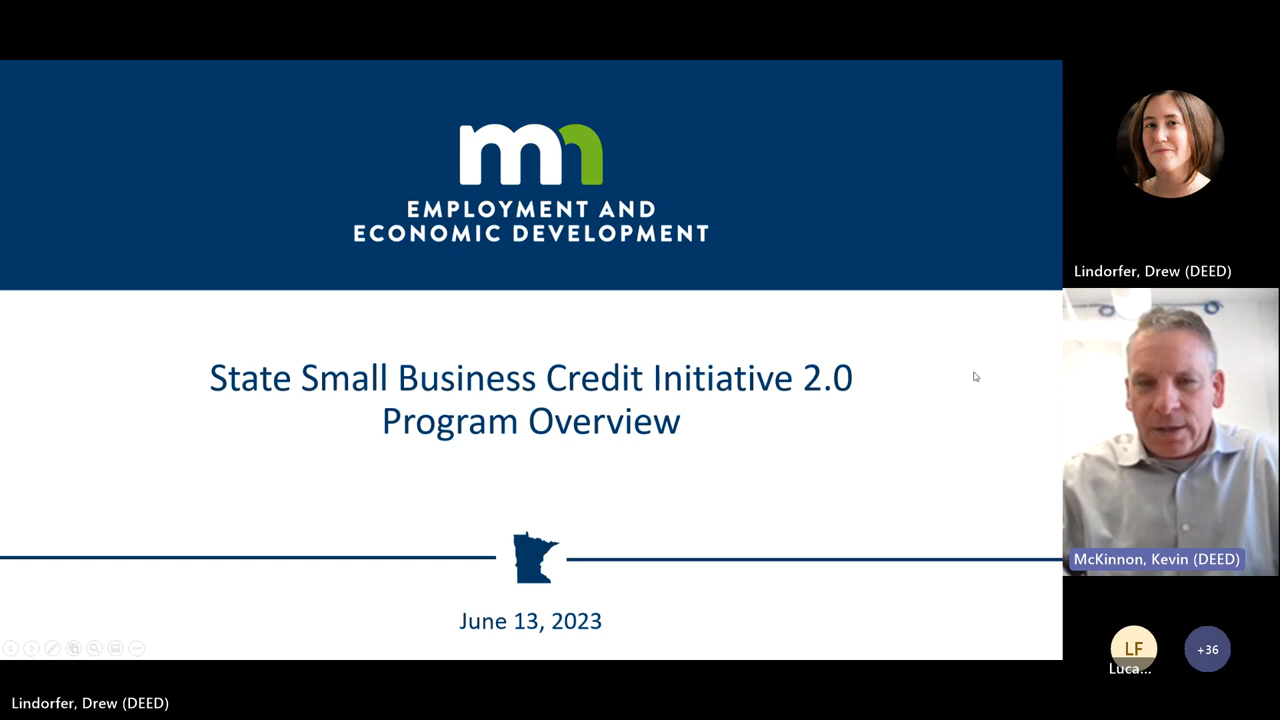 mn
EMPLOYMENT AND
ECONOMIC DEVELOPMENT
State Small Business Credit Initiative 2.0
Program Overview
June 13, 2023
Lindorfer, Drew (DEED)
McKinnon, Kevin (DEED)
LF
Luca...
+36
Lindorfer, Drew (DEED)